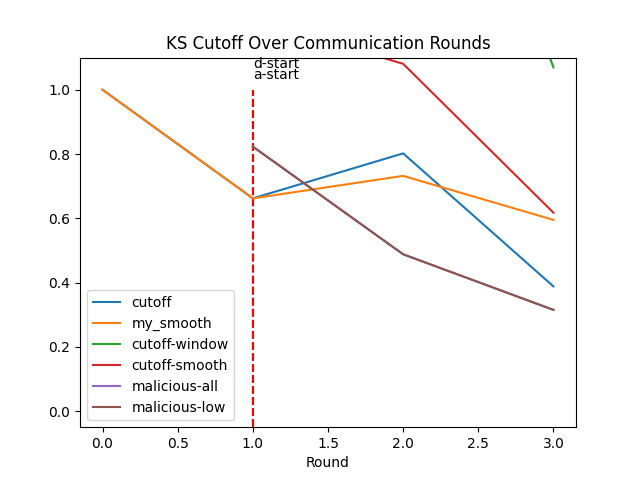 KS Cutoff Over Communication Rounds
d-start
a-start
1.0
0.8
0.6
0.4
0.2
0.0
cutoff
my_smooth
cutoff-window
cutoff-smooth
malicious-all
malicious-low
0.0 0.5 1.0 1.5 2.0 2.5 3.0
Round